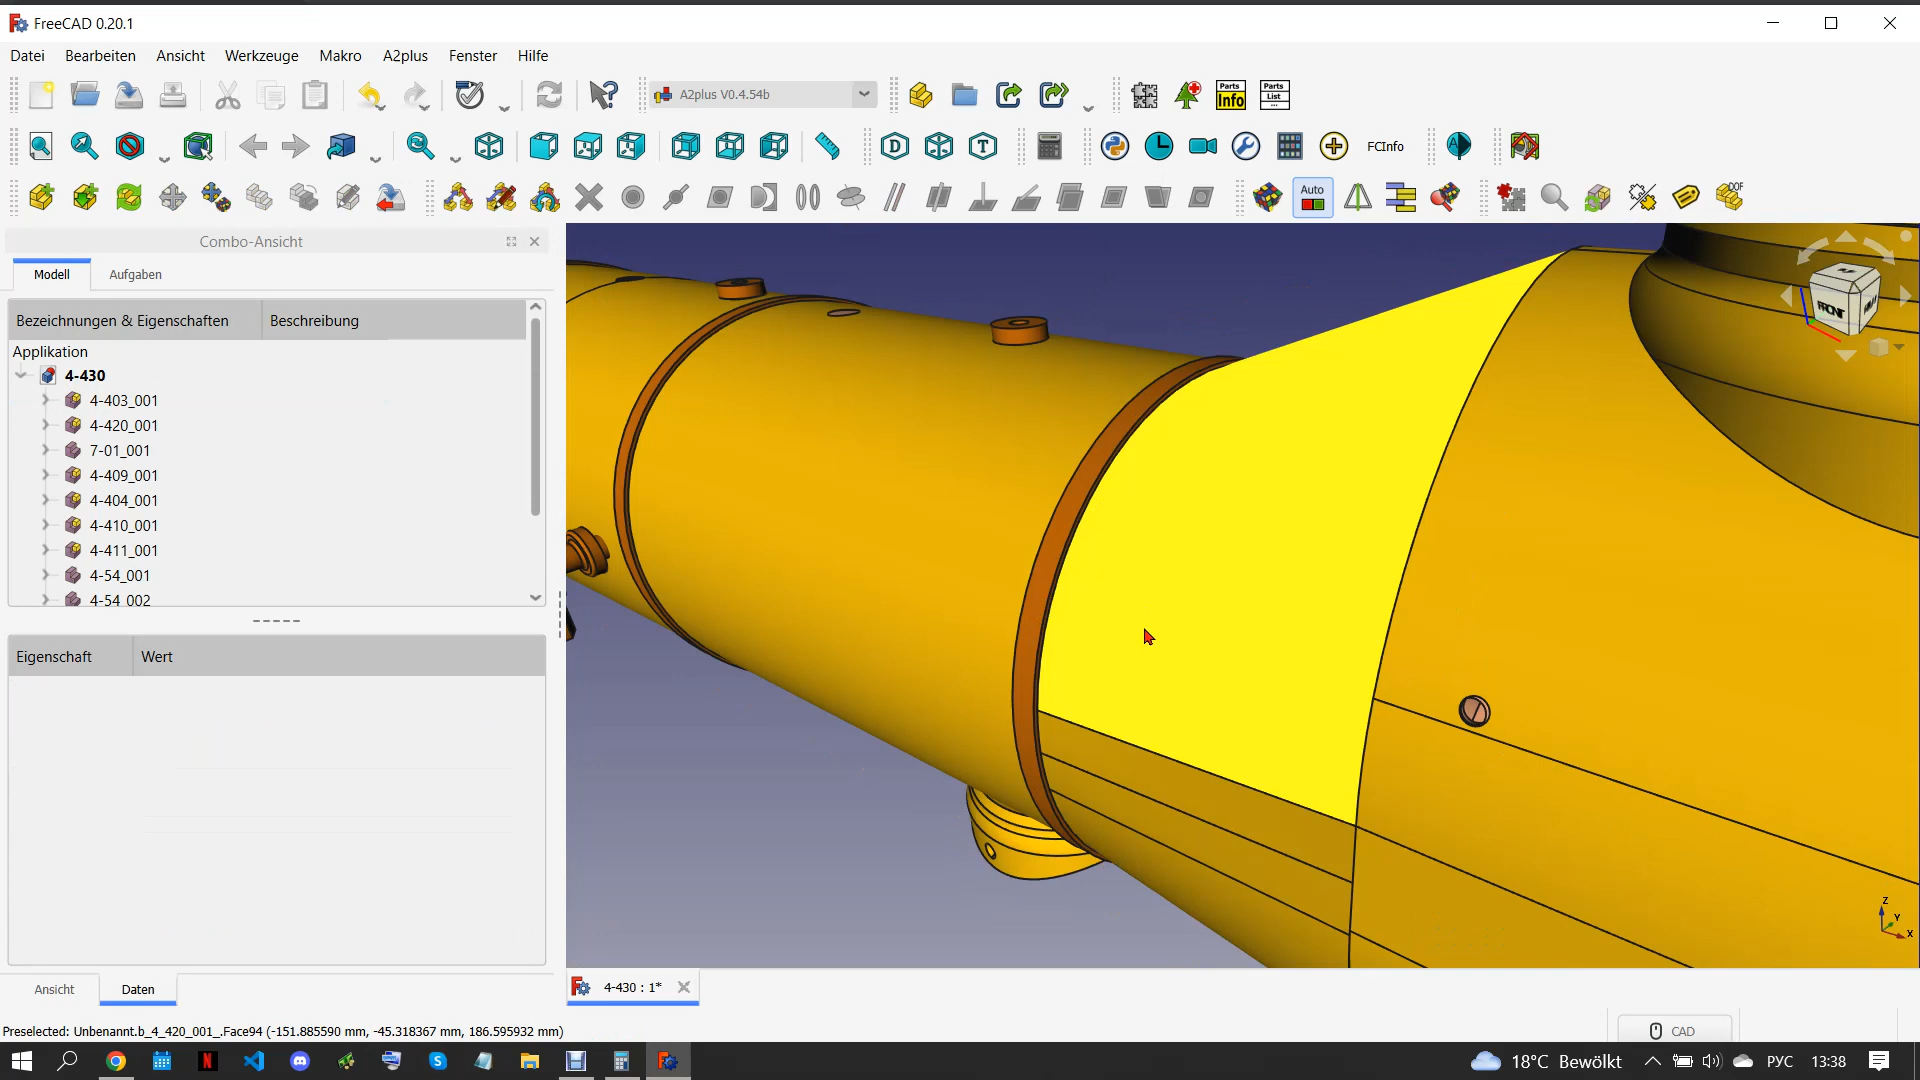 FreeCAD 0.20.1
Datei Bearbeiten Ansicht Werkzeuge Makro A2plus Fenster Hilfe
A2plus V0.4.54b
Parts Info
Parts List ...
D T FCInfo
Auto
DOF
Combo-Ansicht
Modell Aufgaben
Bezeichnungen & Eigenschaften Beschreibung
Applikation
4-430
4-403_001
4-420_001
7-01_001
4-409_001
4-404_001
4-410_001
4-411_001
4-54_001
4-54_002
FRONT
Eigenschaft Wert
Z
Y
X
Ansicht Daten
4-430 : 1*
Preselected: Unbenannt.b_4_420_001_.Face94 (-151.885590 mm, -45.318367 mm, 186.595932 mm)
CAD
18°C Bewölkt РУС 13:38